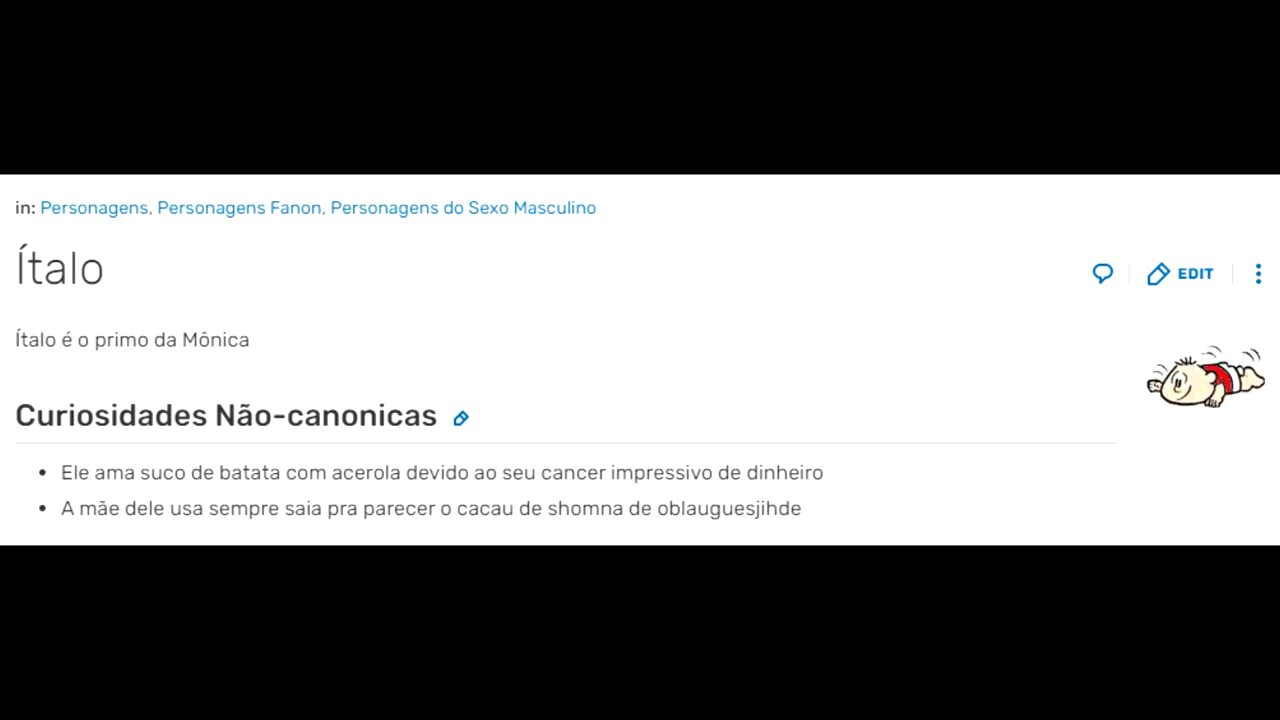 in: Personagens, Personagens Fanon, Personagens do Sexo Masculino
Ítalo
EDIT
Ítalo é o primo da Mônica
Curiosidades Não-canonicas
• Ele ama suco de batata com acerola devido ao seu cancer impressivo de dinheiro
• A mãe dele usa sempre saia pra parecer o cacau de shomna de oblauguesjihde